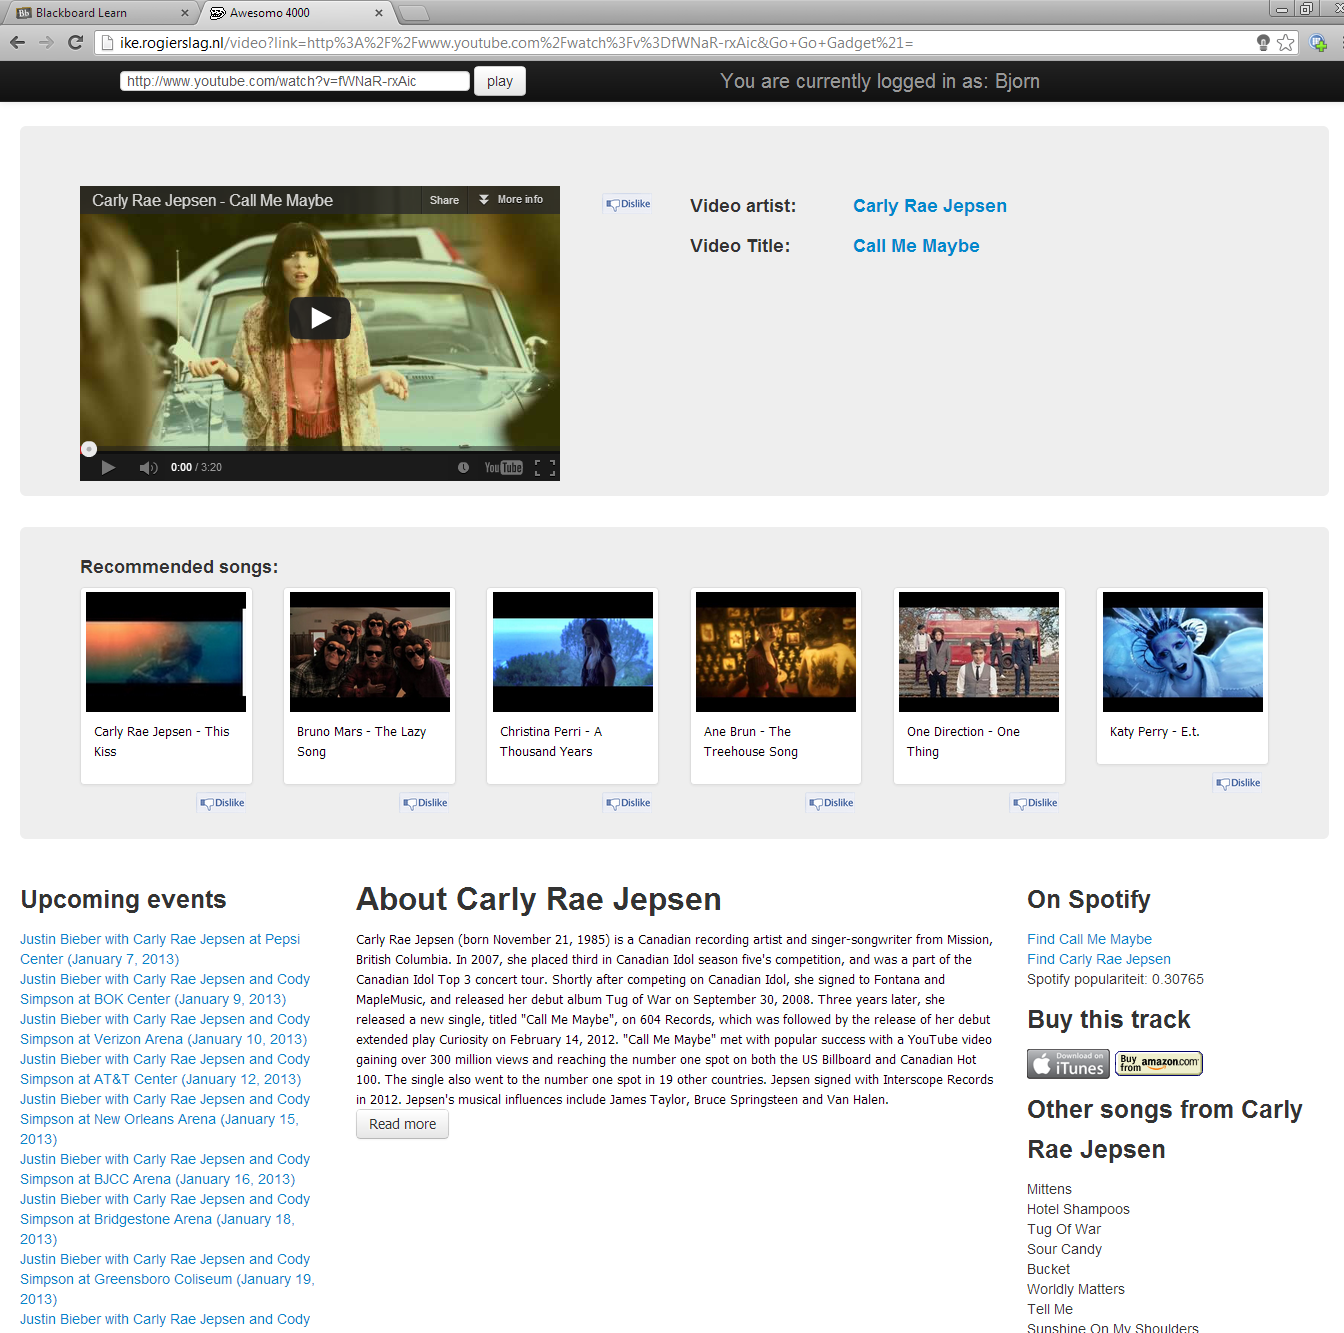 Blackboard Learn
Awesomo 4000
ike.rogierslag.nl/video?link=http%3A%2F%2Fwww.youtube.com%2Fwatch%3Fv%3DfWNaR-rxAic&Go+Go+Gadget%21=
http://www.youtube.com/watch?v=fWNaR-rxAic
play
You are currently logged in as: Bjorn
Carly Rae Jepsen - Call Me Maybe
Share
More info
0:00 / 3:20
YouTube
Dislike
Video artist:
Carly Rae Jepsen
Video Title:
Call Me Maybe
Recommended songs:
Carly Rae Jepsen - This
Kiss
Dislike
Bruno Mars - The Lazy
Song
Dislike
Christina Perri - A
Thousand Years
Dislike
Ane Brun - The
Treehouse Song
Dislike
One Direction - One
Thing
Dislike
Katy Perry - E.t.
Dislike
Upcoming events
Justin Bieber with Carly Rae Jepsen at Pepsi
Center (January 7, 2013)
Justin Bieber with Carly Rae Jepsen and Cody
Simpson at BOK Center (January 9, 2013)
Justin Bieber with Carly Rae Jepsen and Cody
Simpson at Verizon Arena (January 10, 2013)
Justin Bieber with Carly Rae Jepsen and Cody
Simpson at AT&T Center (January 12, 2013)
Justin Bieber with Carly Rae Jepsen and Cody
Simpson at New Orleans Arena (January 15,
2013)
Justin Bieber with Carly Rae Jepsen and Cody
Simpson at BJCC Arena (January 16, 2013)
Justin Bieber with Carly Rae Jepsen and Cody
Simpson at Bridgestone Arena (January 18,
2013)
Justin Bieber with Carly Rae Jepsen and Cody
Simpson at Greensboro Coliseum (January 19,
2013)
Justin Bieber with Carly Rae Jepsen and Cody
About Carly Rae Jepsen
Carly Rae Jepsen (born November 21, 1985) is a Canadian recording artist and singer-songwriter from Mission,
British Columbia. In 2007, she placed third in Canadian Idol season five's competition, and was a part of the
Canadian Idol Top 3 concert tour. Shortly after competing on Canadian Idol, she signed to Fontana and
MapleMusic, and released her debut album Tug of War on September 30, 2008. Three years later, she
released a new single, titled "Call Me Maybe", on 604 Records, which was followed by the release of her debut
extended play Curiosity on February 14, 2012. "Call Me Maybe" met with popular success with a YouTube video
gaining over 300 million views and reaching the number one spot on both the US Billboard and Canadian Hot
100. The single also went to the number one spot in 19 other countries. Jepsen signed with Interscope Records
in 2012. Jepsen's musical influences include James Taylor, Bruce Springsteen and Van Halen.
Read more
On Spotify
Find Call Me Maybe
Find Carly Rae Jepsen
Spotify populariteit: 0.30765
Buy this track
Download on
iTunes
Buy
from amazon.com
Other songs from Carly
Rae Jepsen
Mittens
Hotel Shampoos
Tug Of War
Sour Candy
Bucket
Worldly Matters
Tell Me
Sunshine On My Shoulders